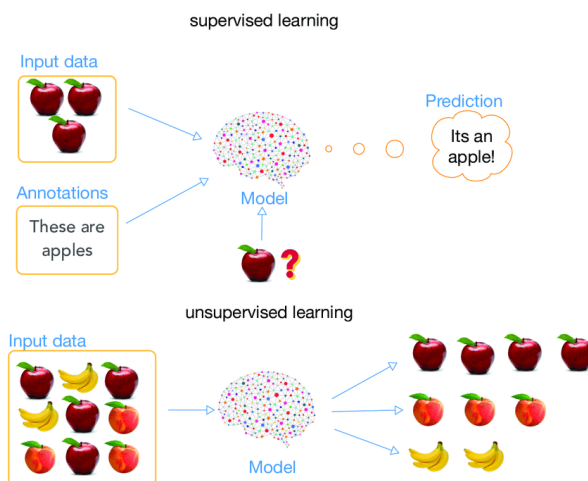 supervised learning
Input data
Prediction
Its an
apple!
Annotations
These are
apples
Model
?
unsupervised learning
Input data
Model